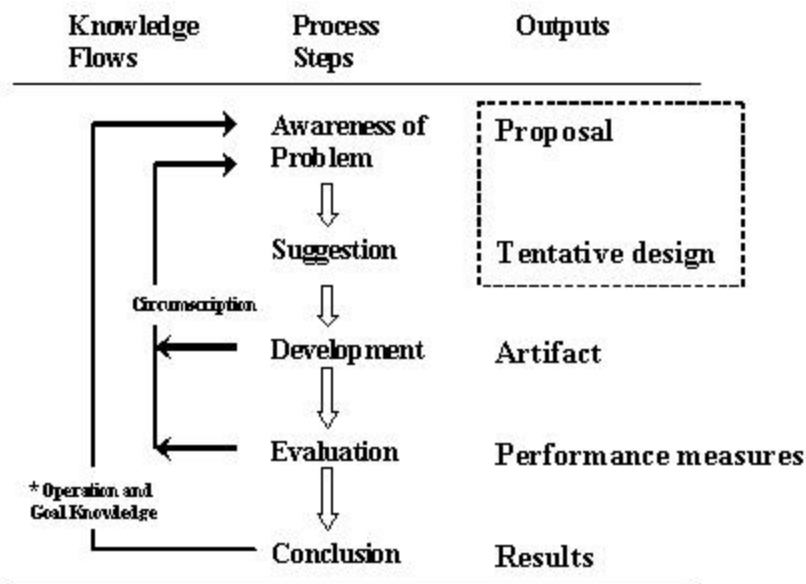 Knowledge
Flows
Process
Steps
Outputs
Awareness of
Problem
Proposal
Suggestion
Tentative design
Circumscription
Development
Artifact
Evaluation
Performance measures
* Operation and
Goal Knowledge
Conclusion
Results